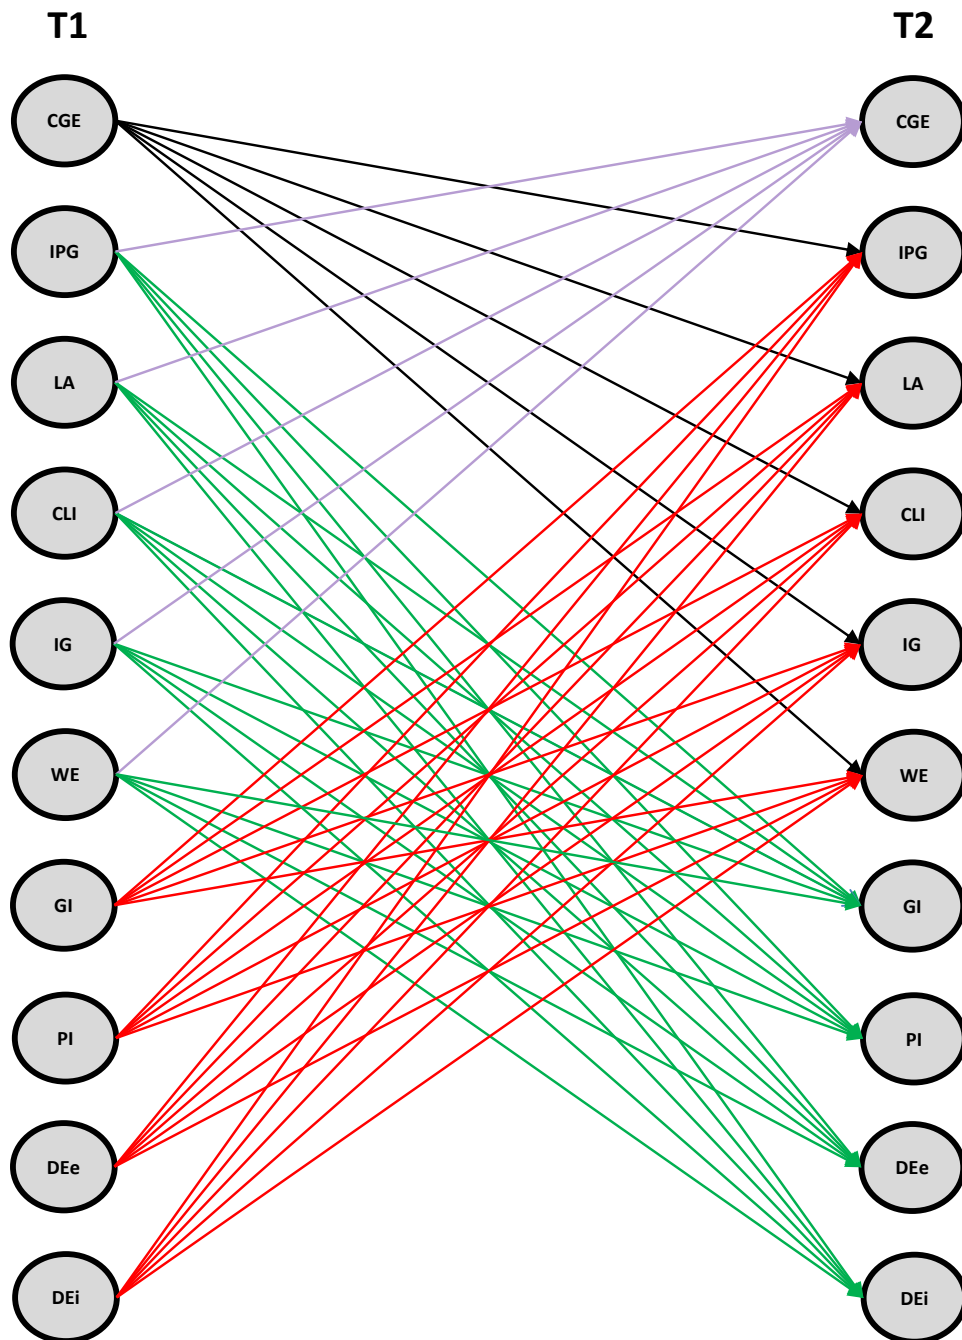 T1 T2
CGE CGE
IPG IPG
LA LA
CLI CLI
IG IG
WE WE
GI GI
PI PI
DEe DEe
DEi DEi